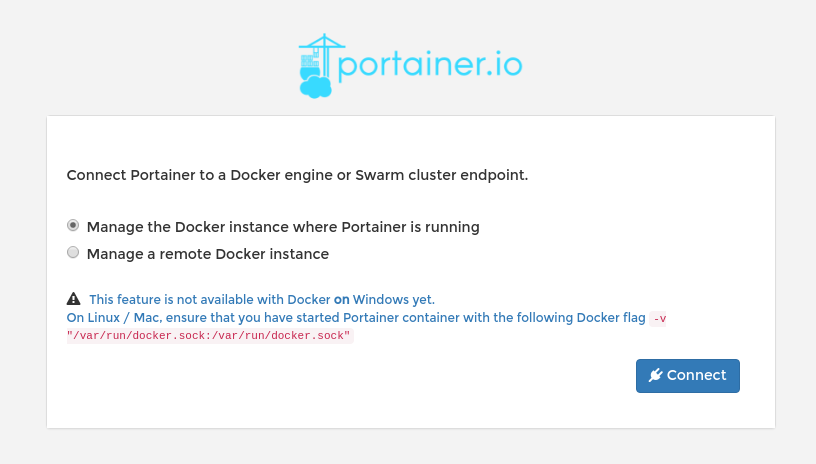 portainer.io
Connect Portainer to a Docker engine or Swarm cluster endpoint.
Manage the Docker instance where Portainer is running
Manage a remote Docker instance
This feature is not available with Docker on Windows yet.
On Linux / Mac, ensure that you have started Portainer container with the following Docker flag -v
"/var/run/docker.sock:/var/run/docker.sock"
Connect